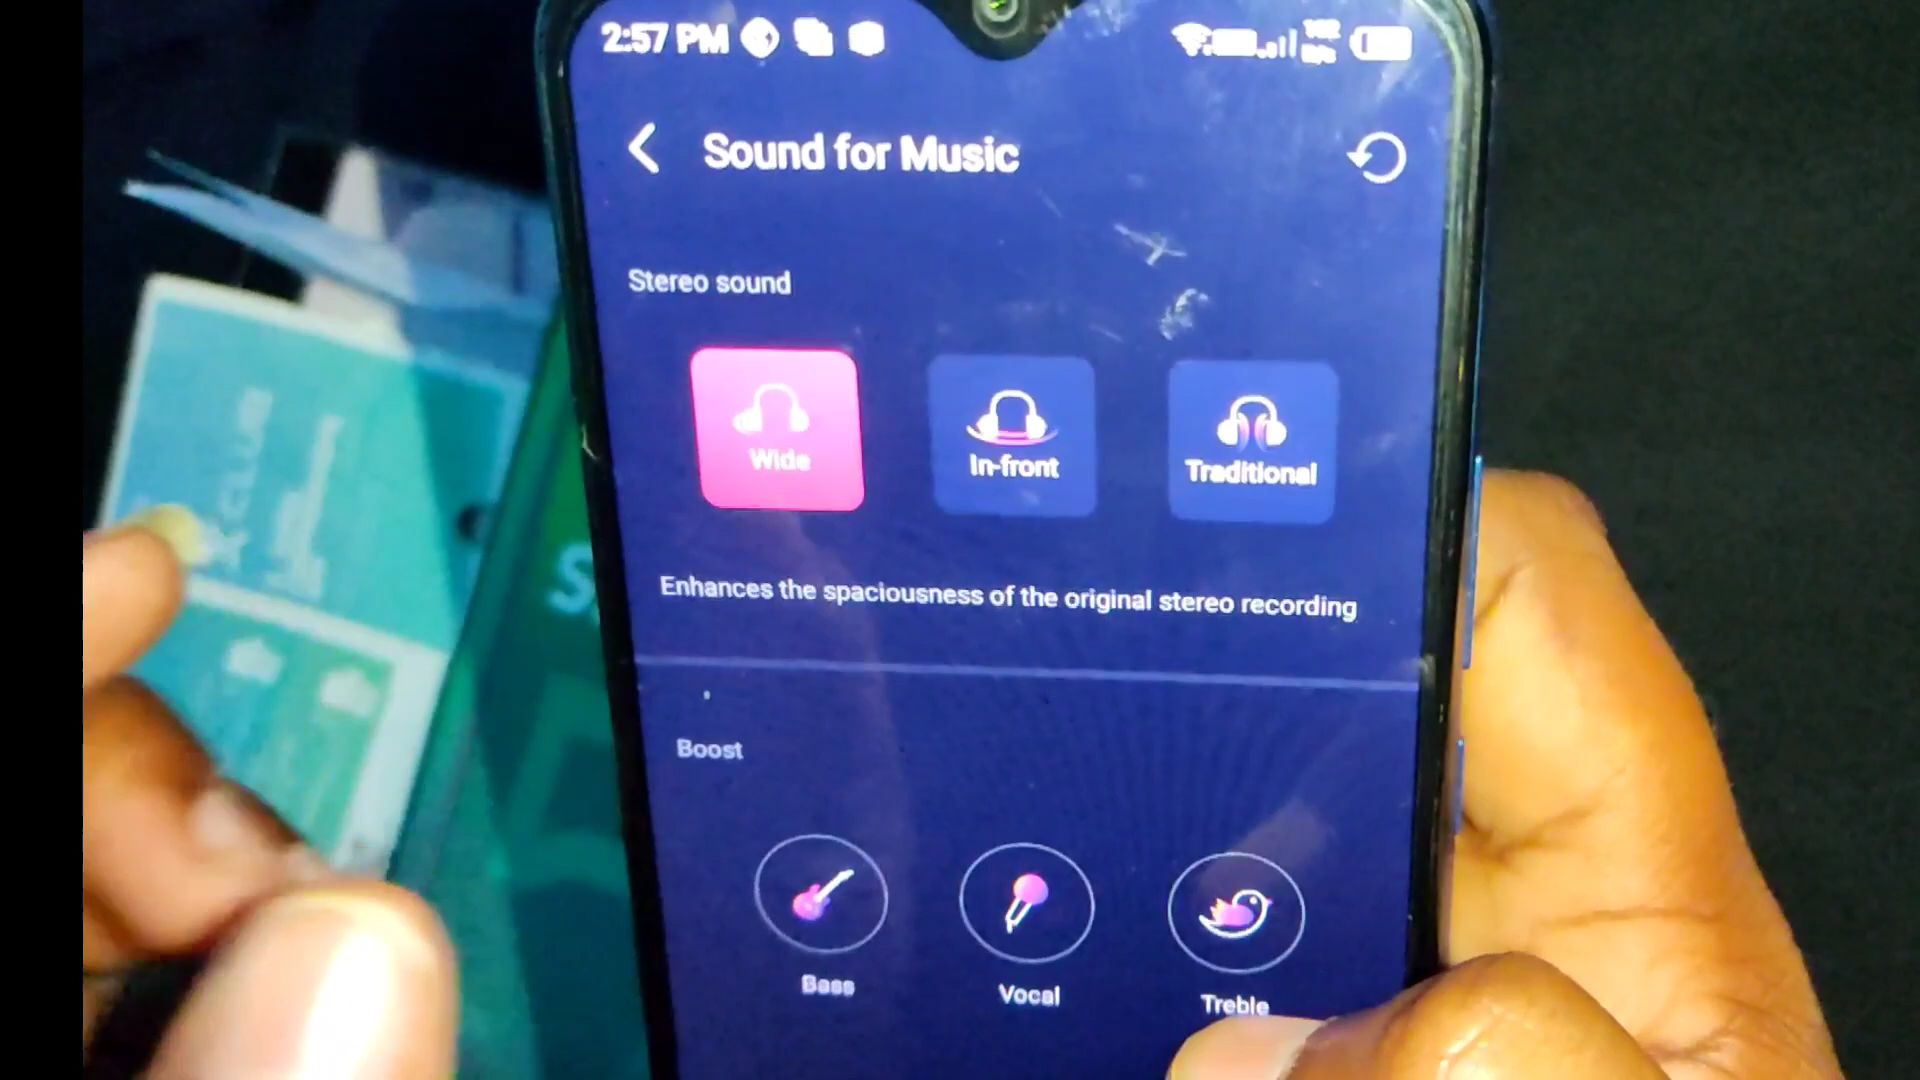 2:57 PM
Sound for Music
Stereo sound
Wide
In-front
Traditional
Enhances the spaciousness of the original stereo recording
Boost
Bass
Vocal
Treble
CLUB
S